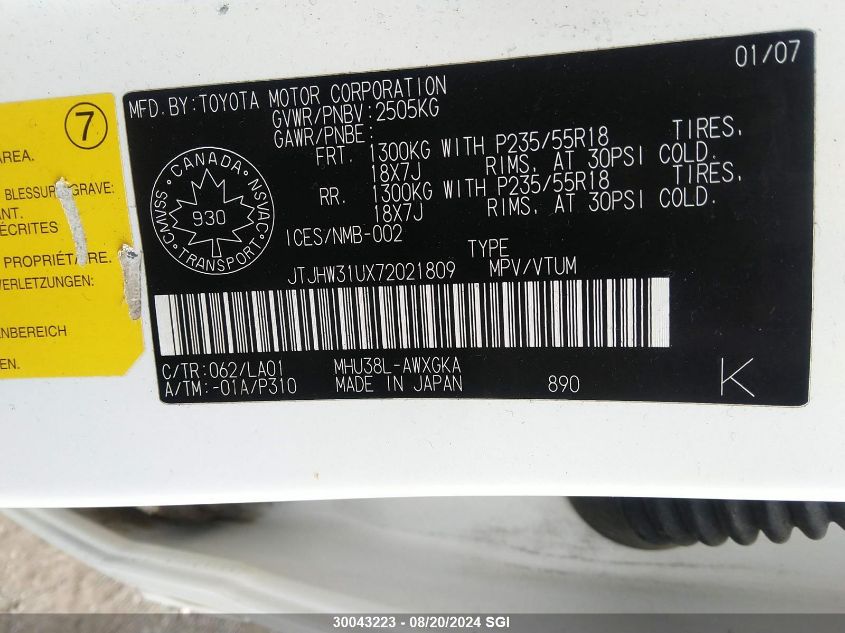 7
AREA.
BLESSURE GRAVE:
ANT.
ÉCRITES
PROPRIÉTAIRE.
VERLETZUNGEN:
NBEREICH
EN.
01/07
MFD.BY:TOYOTA MOTOR CORPORATION
GVWR/PNBV:2505KG
GAWR/PNBE:
FRT. 1300KG WITH P235/55R18 TIRES,
18X7J RIMS, AT 30PSI COLD.
RR. 1300KG WITH P235/55R18 TIRES,
18X7J RIMS, AT 30PSI COLD.
CANADA
CMVSS NSVAC
930
TRANSPORT
ICES/NMB-002
TYPE
JTJHW31UX72021809 MPV/VTUM
C/TR:062/LA01 MHU38L-AWXGKA
A/TM:-01A/P310 MADE IN JAPAN 890 K
30043223 - 08/20/2024 SGI